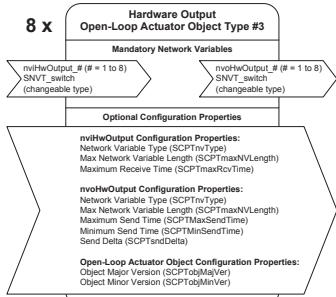 8 x
Hardware Output
Open-Loop Actuator Object Type #3
Mandatory Network Variables
nviHwOutput_# (# = 1 to 8)
SNVT_switch
(changeable type)
nvoHwOutput_# (# = 1 to 8)
SNVT_switch
(changeable type)
Optional Configuration Properties
nviHwOutput Configuration Properties:
Network Variable Type (SCPTnvType)
Max Network Variable Length (SCPTmaxNVLength)
Maximum Receive Time (SCPTmaxRcvTime)
nvoHwOutput Configuration Properties:
Network Variable Type (SCPTnvType)
Max Network Variable Length (SCPTmaxNVLength)
Maximum Send Time (SCPTMaxSendTime)
Minimum Send Time (SCPTMinSendTime)
Send Delta (SCPTsndDelta)
Open-Loop Actuator Object Configuration Properties:
Object Major Version (SCPTobjMajVer)
Object Minor Version (SCPTobjMinVer)